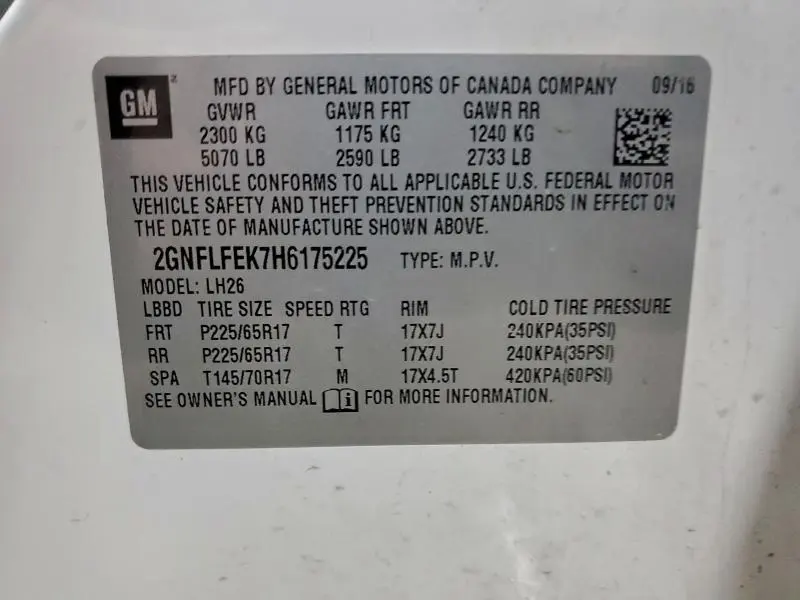 GM
MFD BY GENERAL MOTORS OF CANADA COMPANY 09/16
GVWR GAWR FRT GAWR RR
2300 KG 1175 KG 1240 KG
5070 LB 2590 LB 2733 LB
THIS VEHICLE CONFORMS TO ALL APPLICABLE U.S. FEDERAL MOTOR
VEHICLE SAFETY AND THEFT PREVENTION STANDARDS IN EFFECT ON
THE DATE OF MANUFACTURE SHOWN ABOVE.
2GNFLFEK7H6175225 TYPE: M.P.V.
MODEL: LH26
LBBD TIRE SIZE SPEED RTG RIM COLD TIRE PRESSURE
FRT P225/65R17 T 17X7J 240KPA(35PSI)
RR P225/65R17 T 17X7J 240KPA(35PSI)
SPA T145/70R17 M 17X4.5T 420KPA(60PSI)
SEE OWNER'S MANUAL i FOR MORE INFORMATION.